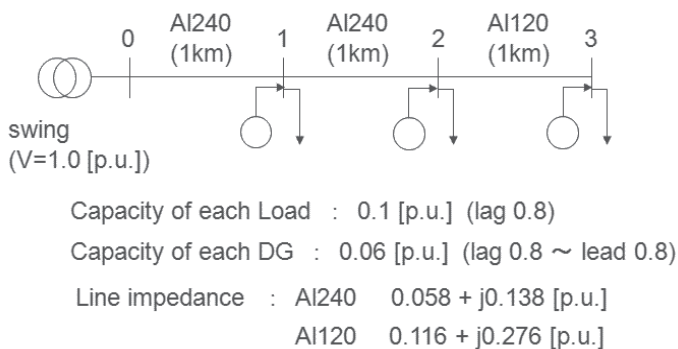 0 Al240 (1km) 1 Al240 (1km) 2 Al120 (1km) 3
swing
(V=1.0 [p.u.])
Capacity of each Load : 0.1 [p.u.] (lag 0.8)
Capacity of each DG : 0.06 [p.u.] (lag 0.8 ~ lead 0.8)
Line impedance : Al240 0.058 + j0.138 [p.u.]
Al120 0.116 + j0.276 [p.u.]